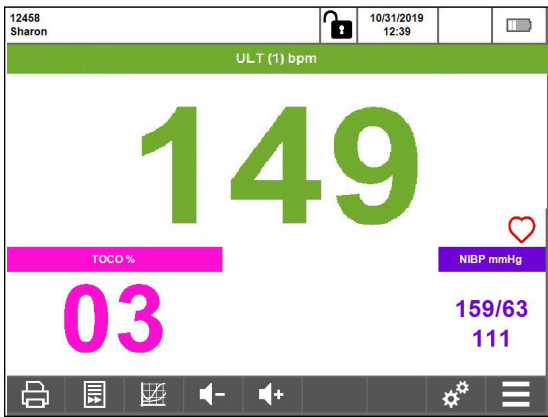 12458
Sharon
10/31/2019
12:39
ULT (1) bpm
149
TOCO %
03
NIBP mmHg
159/63
111